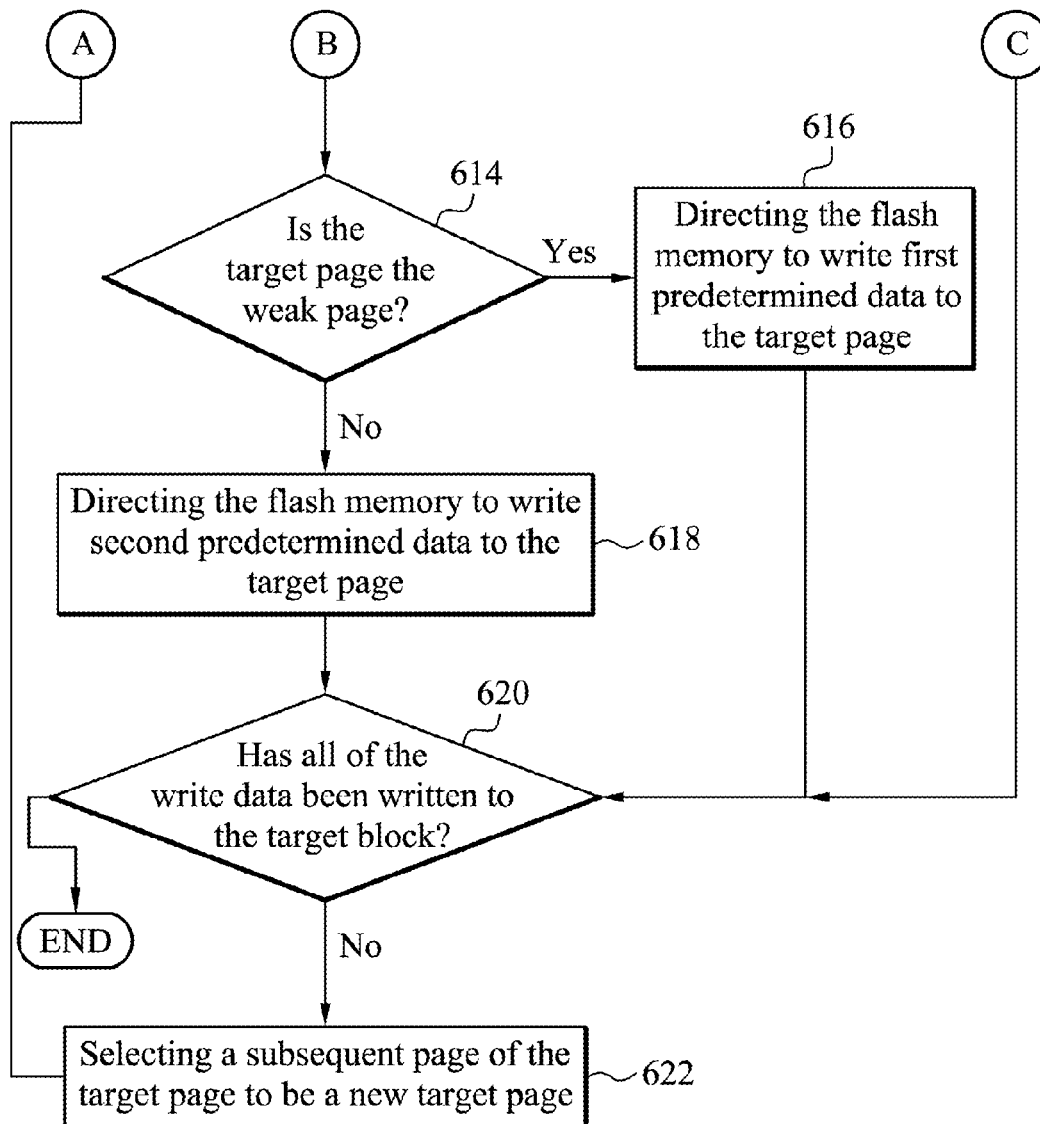 A
B
C
614
Is the
target page the
weak page?
Yes
616
Directing the flash
memory to write first
predetermined data to
the target page
No
Directing the flash memory to write
second predetermined data to the
target page
618
620
Has all of the
write data been written to
the target block?
END
No
Selecting a subsequent page of the
target page to be a new target page
622